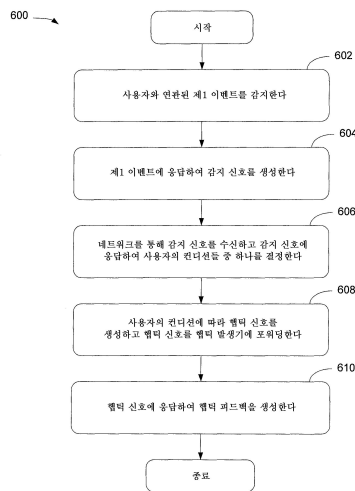 600
시작
602
사용자와 연관된 제1 이벤트를 감지한다
604
제1 이벤트에 응답하여 감지 신호를 생성한다
606
네트워크를 통해 감지 신호를 수신하고 감지 신호에
응답하여 사용자의 컨디션들 중 하나를 결정한다
608
사용자의 컨디션에 따라 햅틱 신호를
생성하고 햅틱 신호를 햅틱 발생기에 포워딩한다
610
햅틱 신호에 응답하여 햅틱 피드백을 생성한다
종료